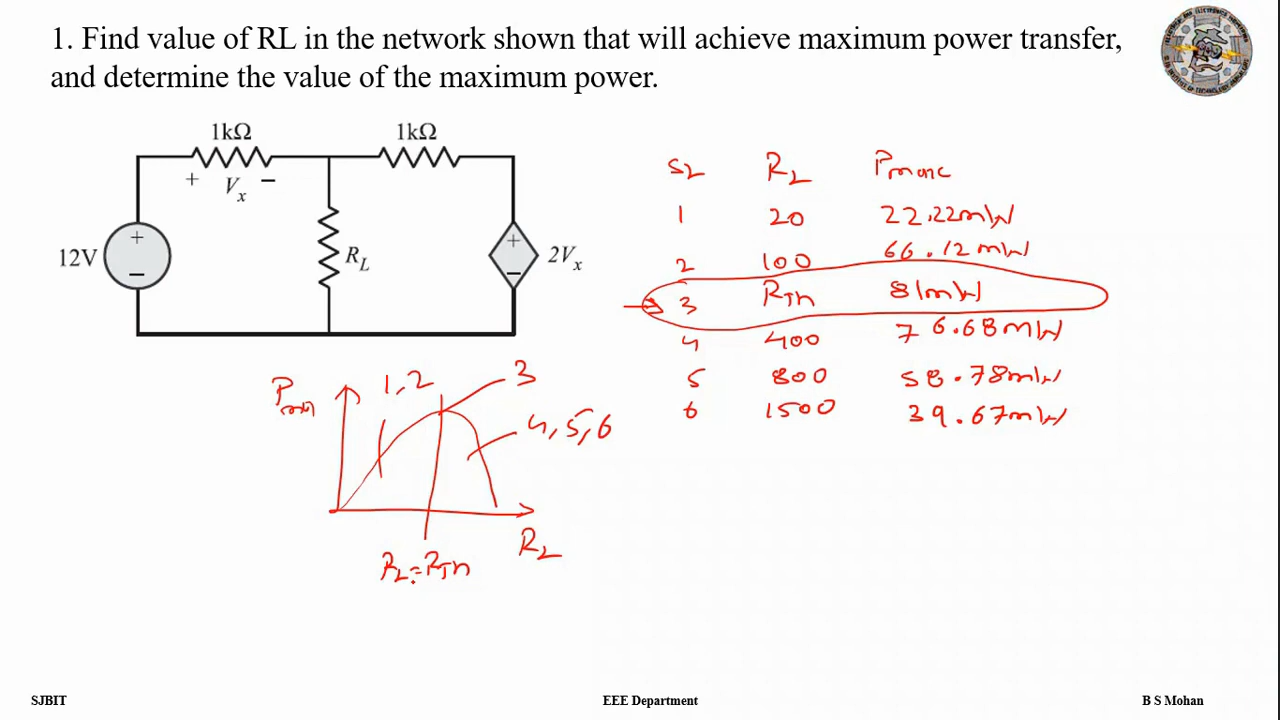 1. Find value of RL in the network shown that will achieve maximum power transfer,
and determine the value of the maximum power.
1kΩ
1kΩ
+ Vx −
12V
+
−
RL
+
−
2Vx
SL RL Pmax
1 20 22.22mW
2 100 66.12mW
3 RTh 81mW
4 400 76.68mW
5 800 58.78mW
6 1500 39.67mW
1,2
3
4,5,6
RL
RL=RTh
SJBIT
EEE Department
B S Mohan